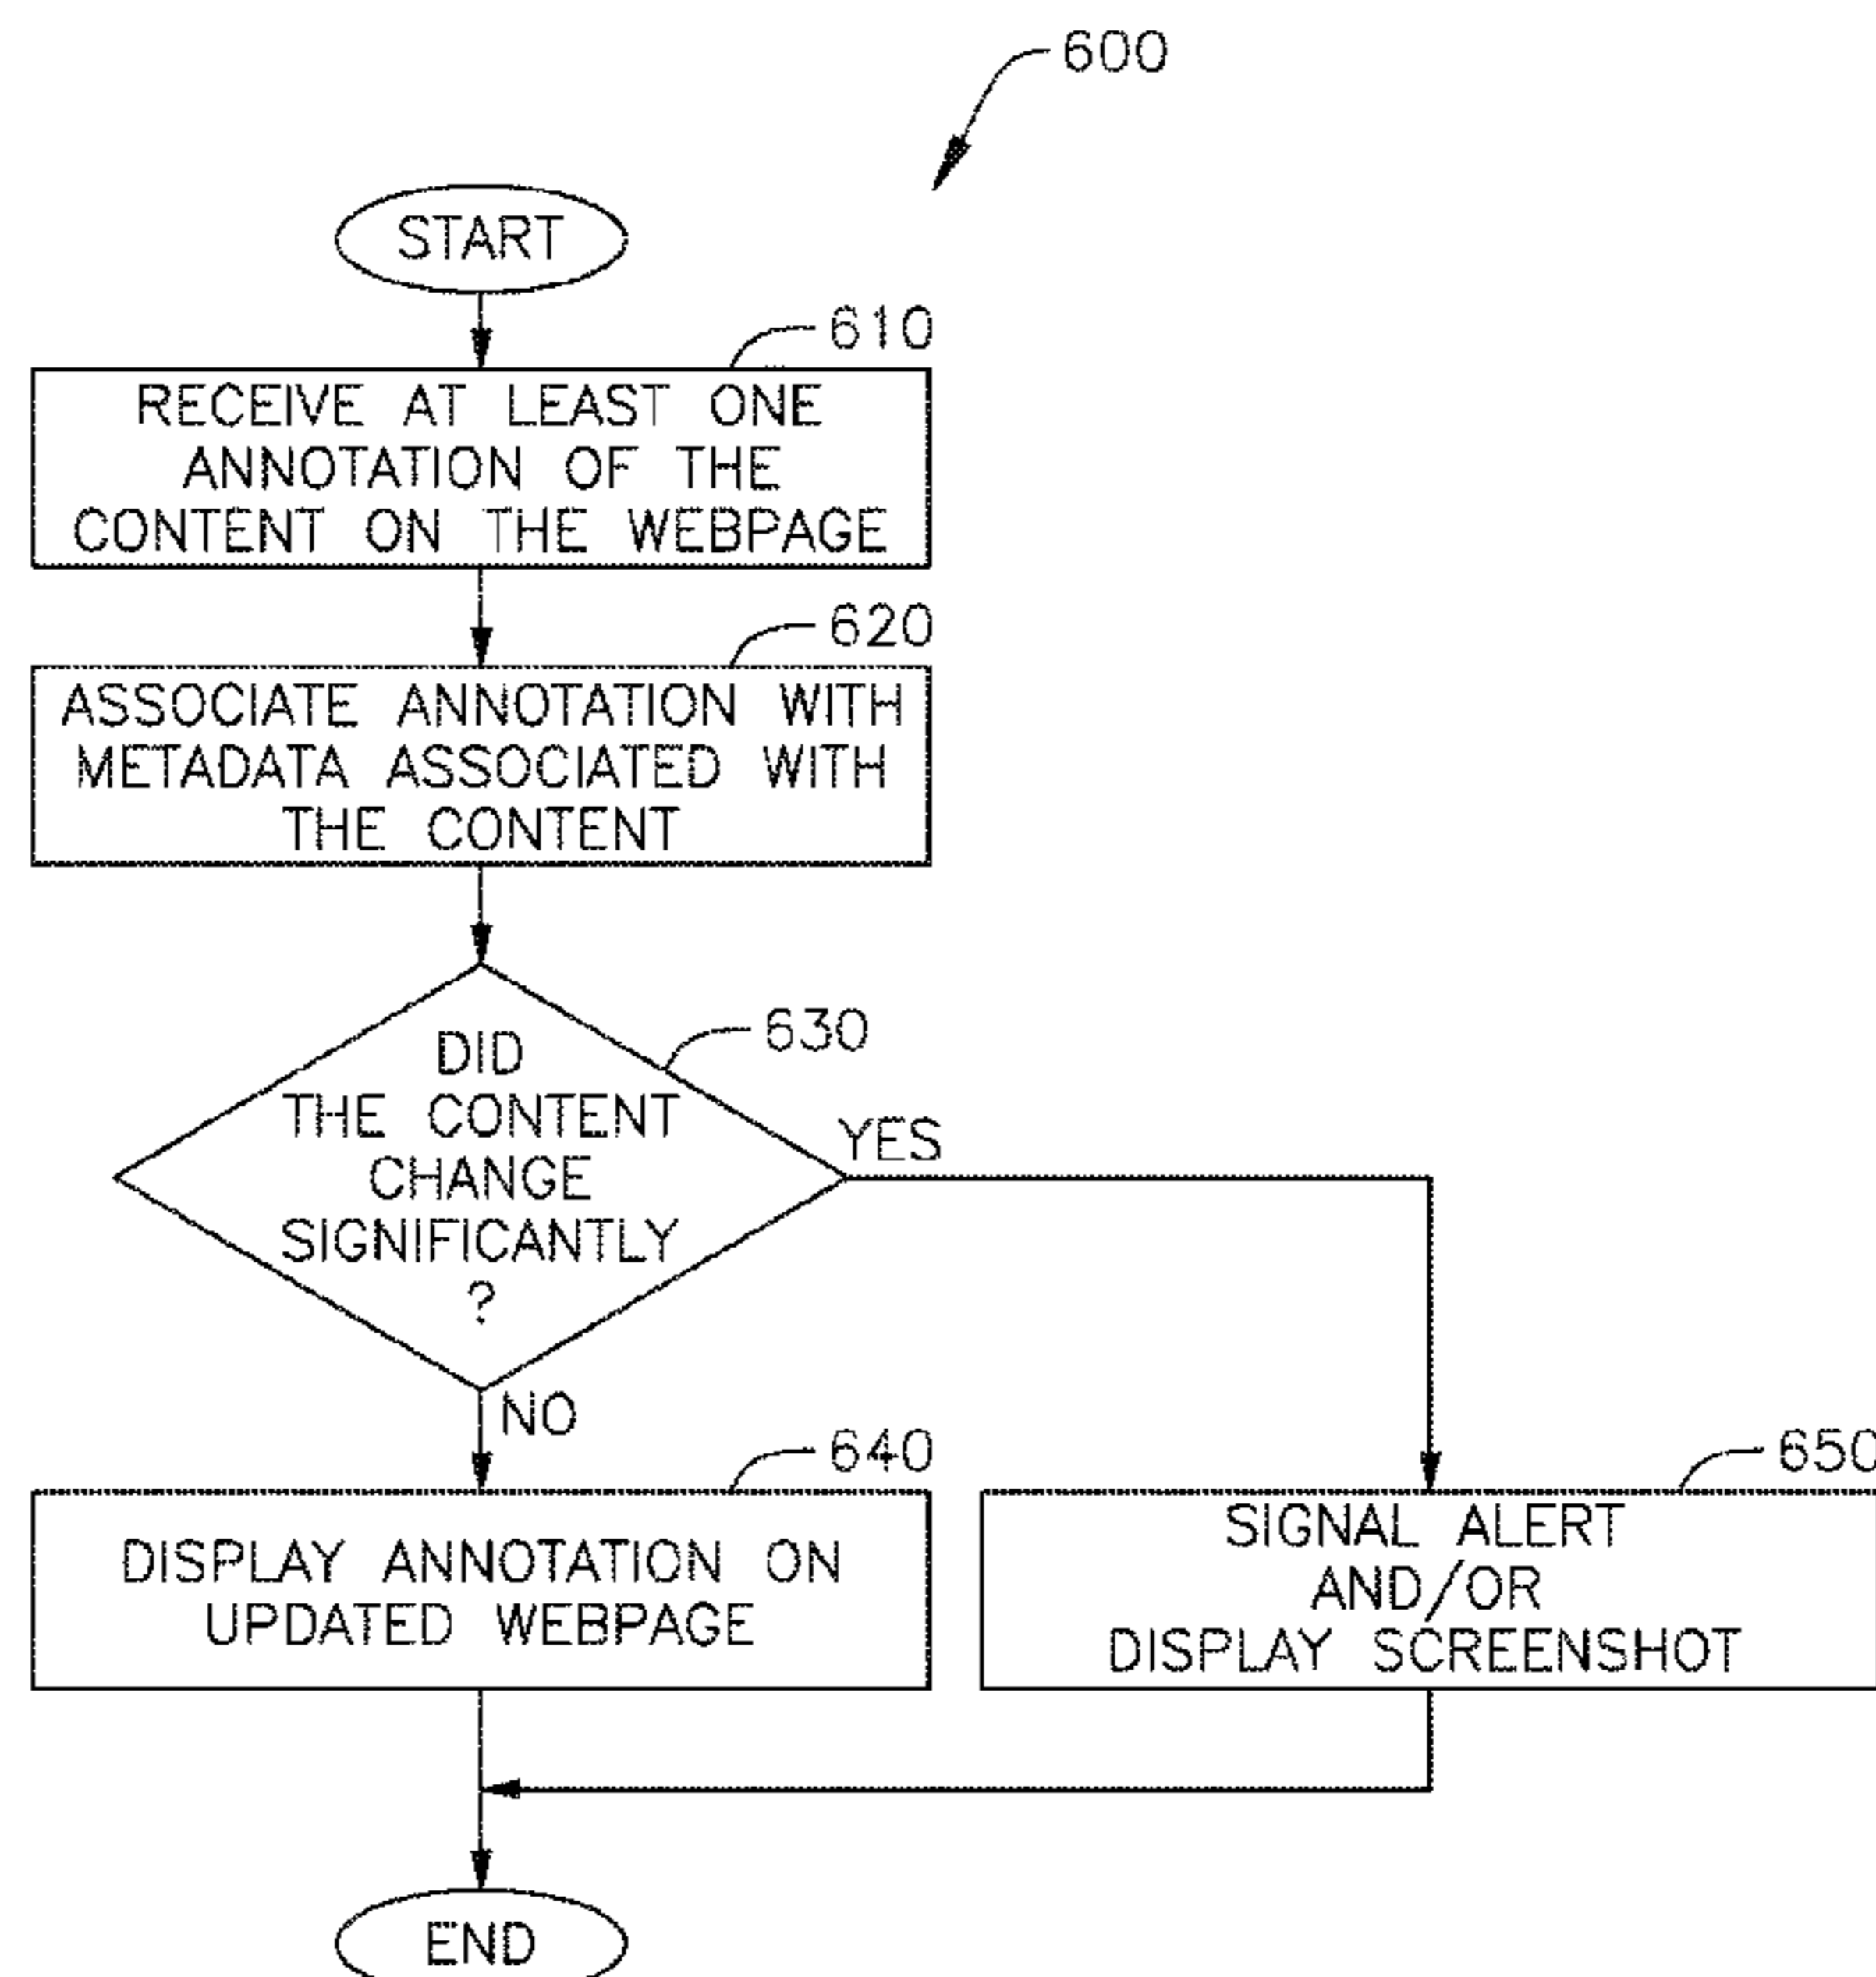 600
START
610
RECEIVE AT LEAST ONE
ANNOTATION OF THE
CONTENT ON THE WEBPAGE
620
ASSOCIATE ANNOTATION WITH
METADATA ASSOCIATED WITH
THE CONTENT
630
DID
THE CONTENT
CHANGE
SIGNIFICANTLY
?
YES
NO
640
DISPLAY ANNOTATION ON
UPDATED WEBPAGE
650
SIGNAL ALERT
AND/OR
DISPLAY SCREENSHOT
END